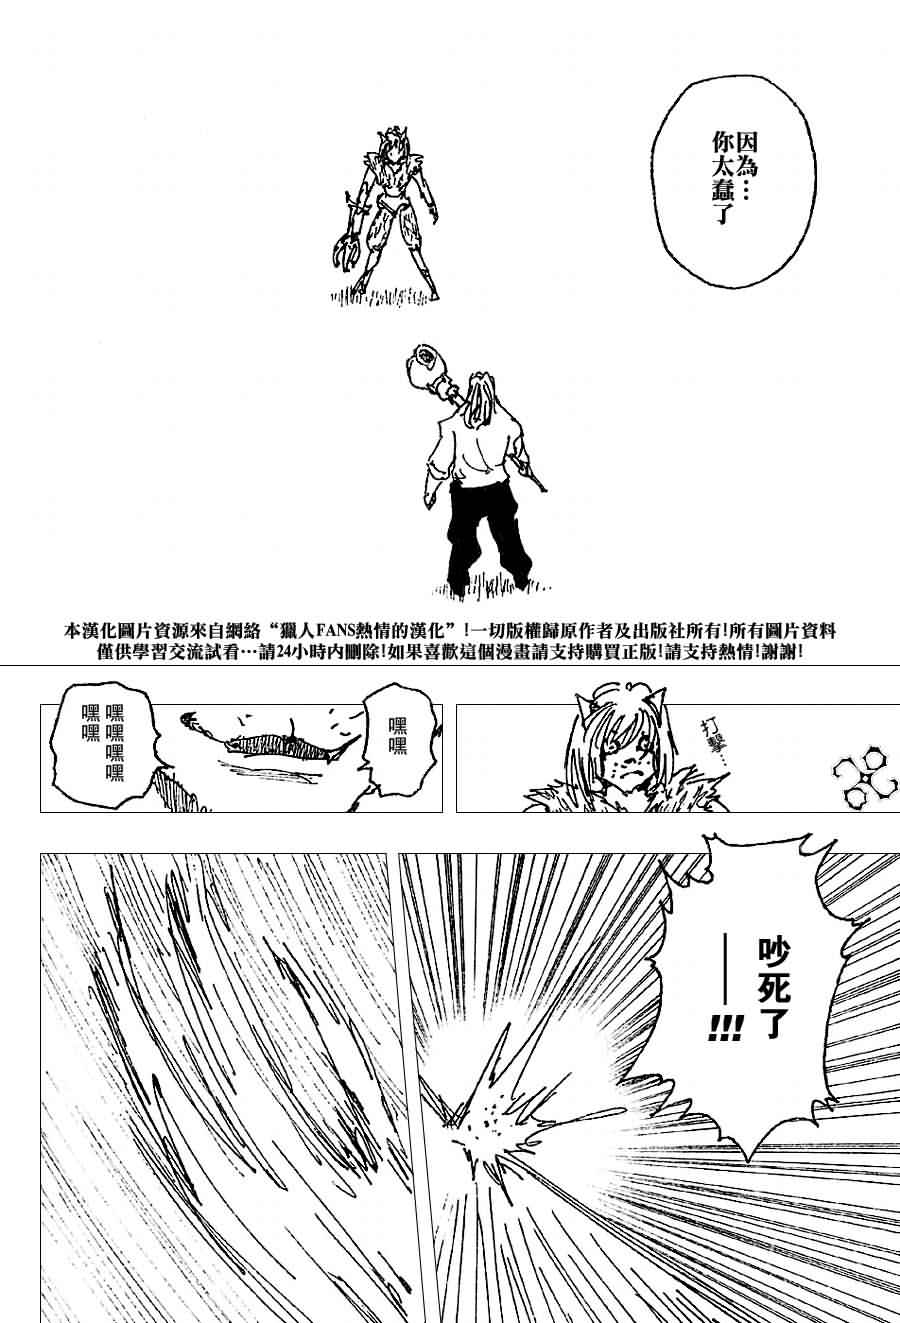 因為…
你太蠢了
本漢化圖片資源來自網絡“獵人FANS熱情的漢化”!一切版權歸原作者及出版社所有!所有圖片資料
僅供學習交流試看…請24小時內刪除!如果喜歡這個漫畫請支持購買正版!請支持熱情!謝謝!
打擊…
嘿嘿
嘿嘿嘿嘿
嘿嘿
吵死了
—!!!